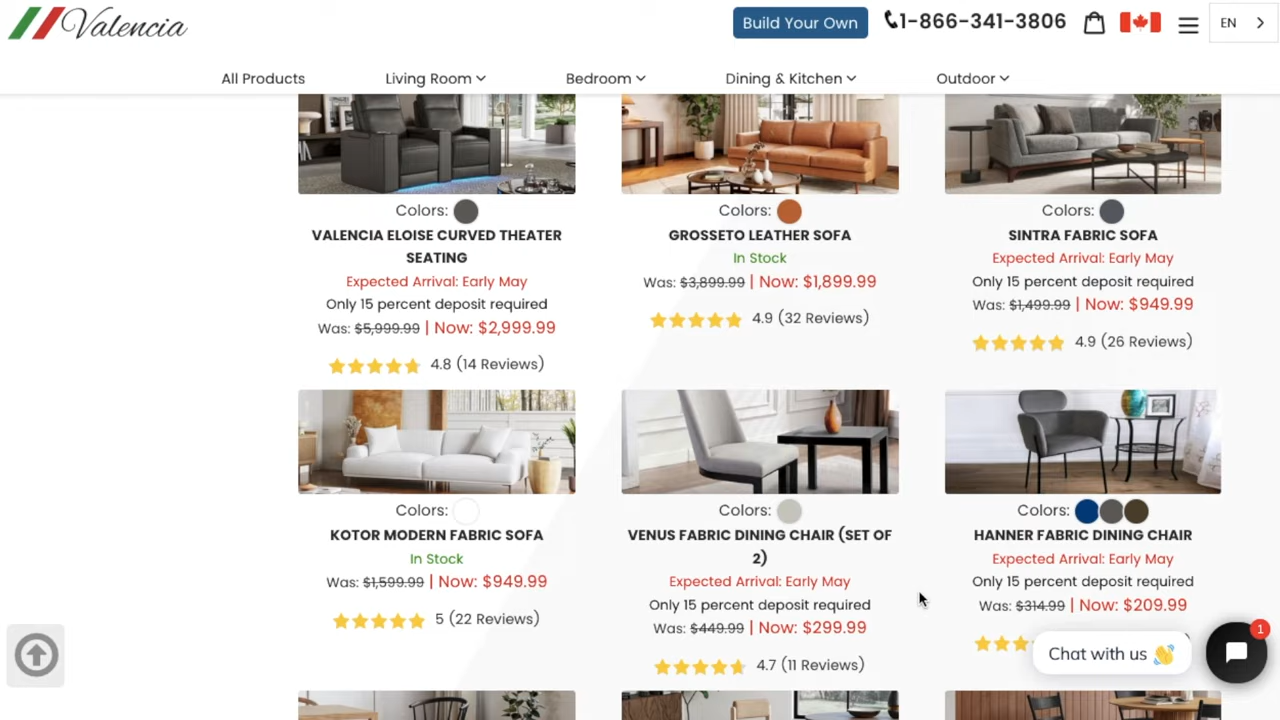 Valencia
Build Your Own
1-866-341-3806
EN
All Products
Living Room
Bedroom
Dining & Kitchen
Outdoor
Colors:
VALENCIA ELOISE CURVED THEATER
SEATING
Expected Arrival: Early May
Only 15 percent deposit required
Was: $5,999.99 | Now: $2,999.99
4.8 (14 Reviews)
Colors:
GROSSETO LEATHER SOFA
In Stock
Was: $3,899.99 | Now: $1,899.99
4.9 (32 Reviews)
Colors:
SINTRA FABRIC SOFA
Expected Arrival: Early May
Only 15 percent deposit required
Was: $1,499.99 | Now: $949.99
4.9 (26 Reviews)
Colors:
KOTOR MODERN FABRIC SOFA
In Stock
Was: $1,599.99 | Now: $949.99
5 (22 Reviews)
Colors:
VENUS FABRIC DINING CHAIR (SET OF
2)
Expected Arrival: Early May
Only 15 percent deposit required
Was: $449.99 | Now: $299.99
4.7 (11 Reviews)
Colors:
HANNER FABRIC DINING CHAIR
Expected Arrival: Early May
Only 15 percent deposit required
Was: $314.99 | Now: $209.99
Chat with us 👋
1